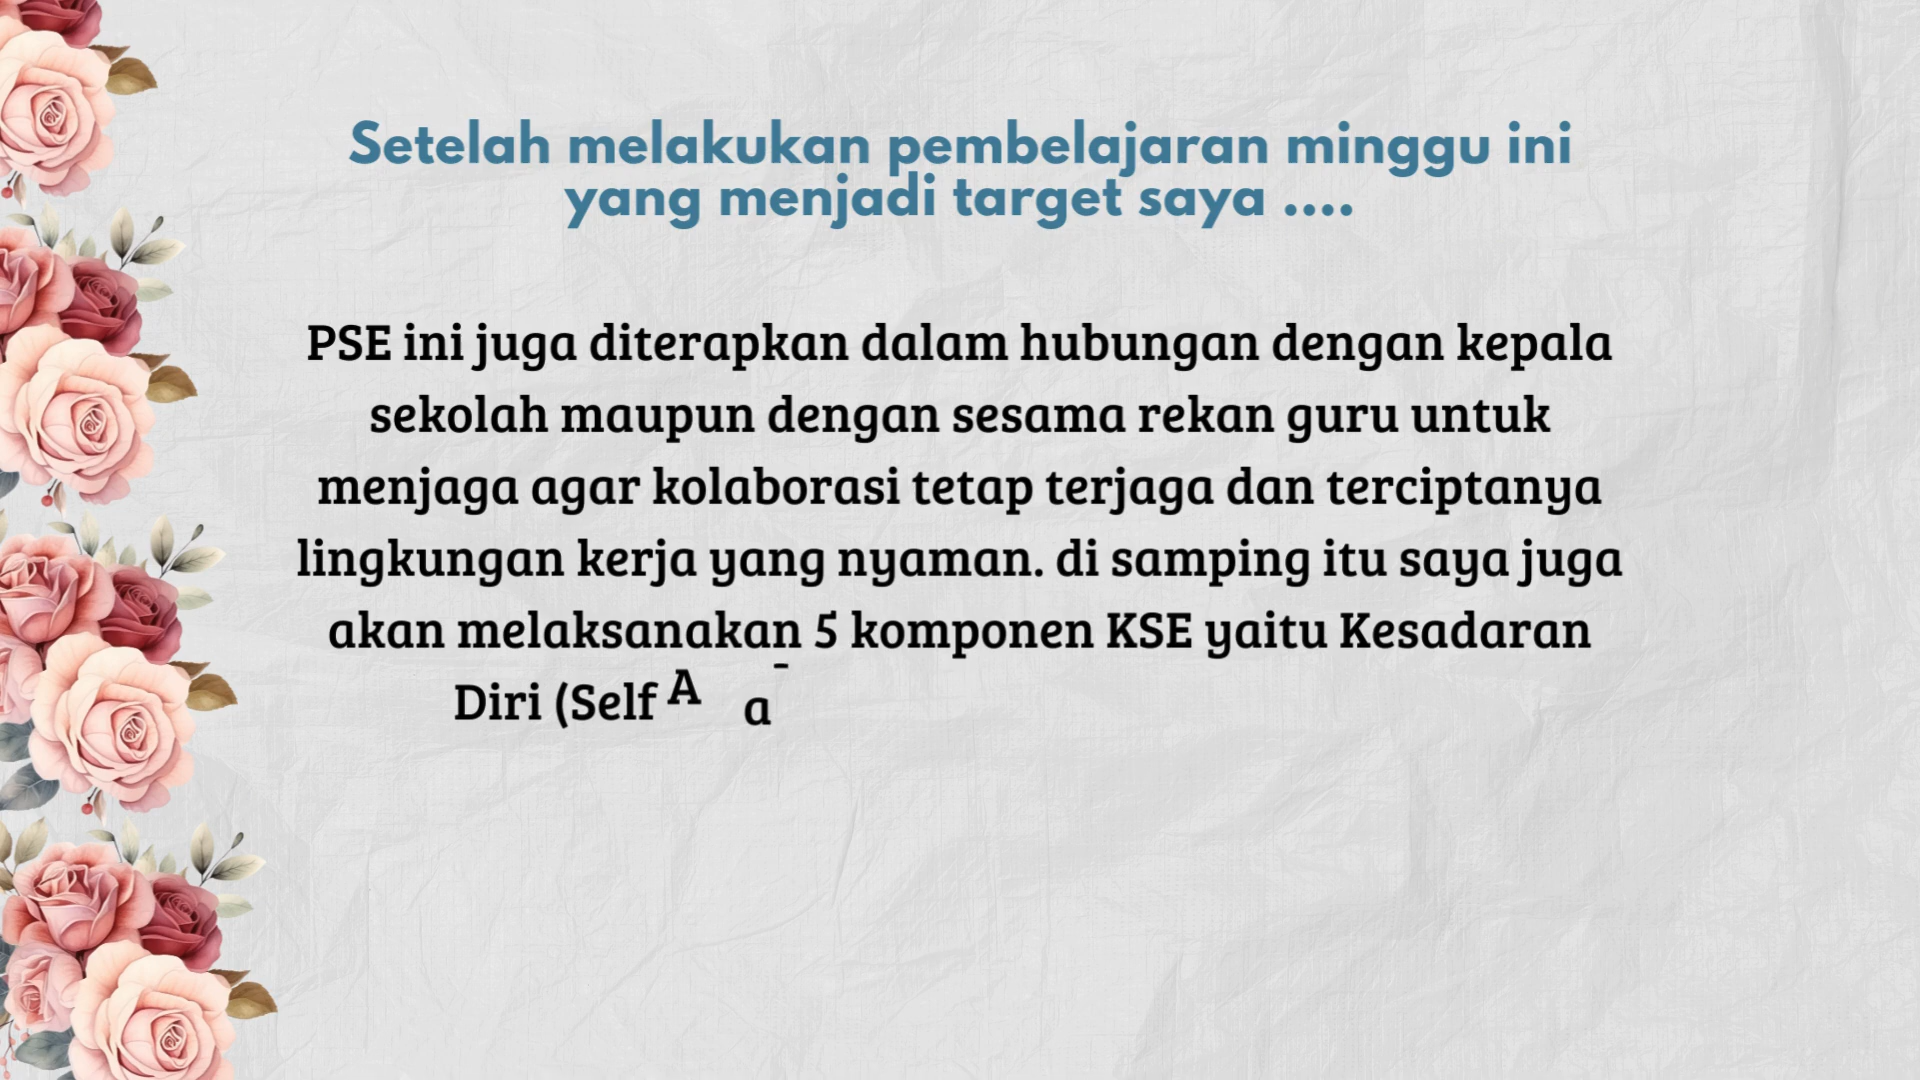 Setelah melakukan pembelajaran minggu ini
yang menjadi target saya ....
PSE ini juga diterapkan dalam hubungan dengan kepala
sekolah maupun dengan sesama rekan guru untuk
menjaga agar kolaborasi tetap terjaga dan terciptanya
lingkungan kerja yang nyaman. di samping itu saya juga
akan melaksanakan 5 komponen KSE yaitu Kesadaran
Diri (Self A a